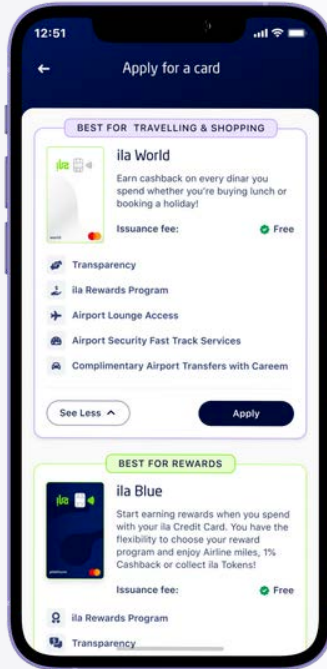 12:51
Apply for a card
BEST FOR TRAVELLING & SHOPPING
ila
ila World
Earn cashback on every dinar you
spend whether you're buying lunch or
booking a holiday!
Issuance fee:
Free
world
Transparency
ila Rewards Program
Airport Lounge Access
Airport Security Fast Track Services
Complimentary Airport Transfers with Careem
See Less
Apply
BEST FOR REWARDS
ila
ila Blue
Start earning rewards when you spend
with your ila Credit Card. You have the
flexibility to choose your reward
program and enjoy Airline miles, 1%
Cashback or collect ila Tokens!
platinum
Issuance fee:
Free
ila Rewards Program
Transparency